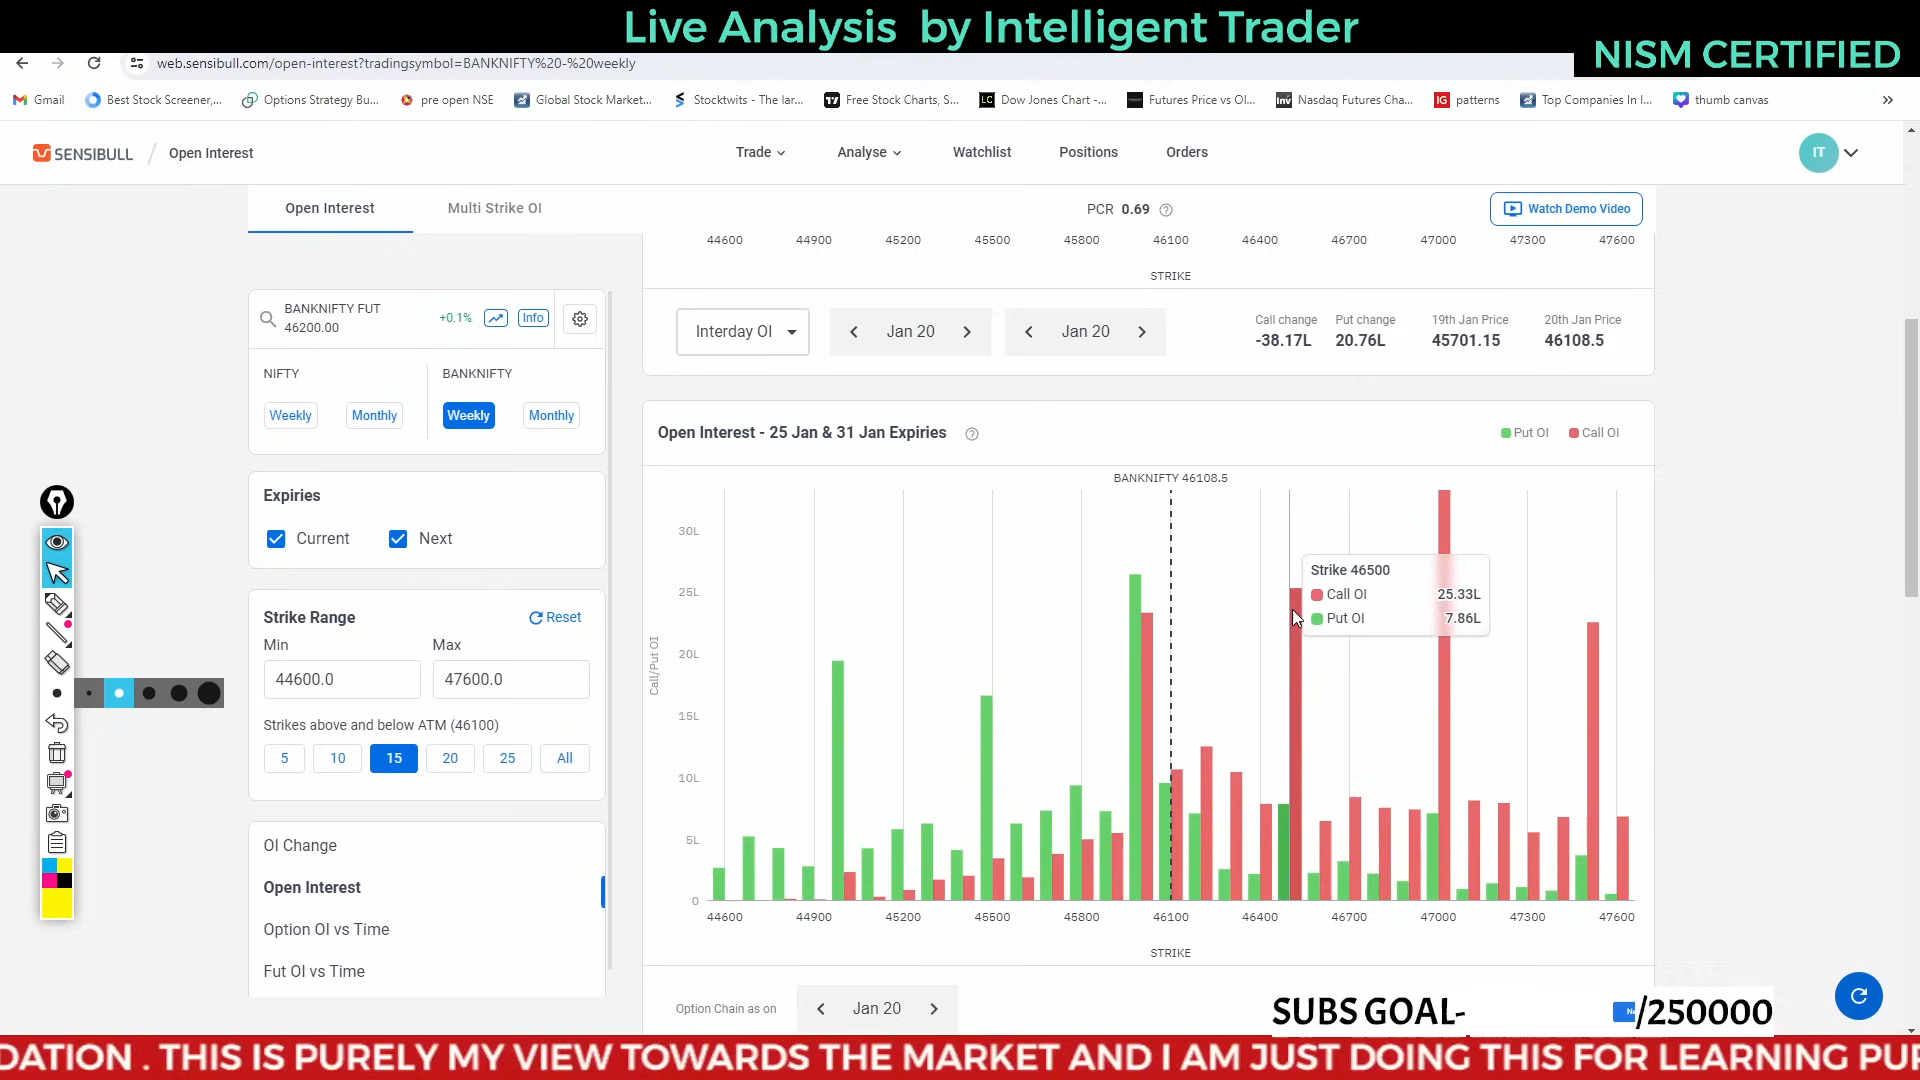 Live Analysis by Intelligent Trader
NISM CERTIFIED
web.sensibull.com/open-interest?tradingsymbol=BANKNIFTY%20-%20weekly
Gmail
Best Stock Screener,...
Options Strategy Bu...
pre open NSE
Global Stock Market...
Stocktwits - The lar...
Free Stock Charts, S...
Dow Jones Chart -...
Futures Price vs OI...
Nasdaq Futures Cha...
IG patterns
Top Companies In I...
thumb canvas
SENSIBULL / Open Interest
Trade
Analyse
Watchlist
Positions
Orders
IT
Open Interest
Multi Strike OI
PCR 0.69
Watch Demo Video
44600 44900 45200 45500 45800 46100 46400 46700 47000 47300 47600
STRIKE
BANKNIFTY FUT
46200.00
+0.1%
Info
NIFTY
BANKNIFTY
Weekly
Monthly
Weekly
Monthly
Interday OI
Jan 20
Jan 20
Call change
-38.17L
Put change
20.76L
19th Jan Price
45701.15
20th Jan Price
46108.5
Expiries
Current
Next
Strike Range
Reset
Min
Max
44600.0
47600.0
Strikes above and below ATM (46100)
5 10 15 20 25 All
OI Change
Open Interest
Option OI vs Time
Fut OI vs Time
Open Interest - 25 Jan & 31 Jan Expiries
Put OI
Call OI
BANKNIFTY 46108.5
30L
25L
20L
15L
10L
5L
0
Call/Put OI
Strike 46500
Call OI 25.33L
Put OI 7.86L
44600 44900 45200 45500 45800 46100 46400 46700 47000 47300 47600
STRIKE
Option Chain as on
Jan 20
SUBS GOAL-
/250000
DATION . THIS IS PURELY MY VIEW TOWARDS THE MARKET AND I AM JUST DOING THIS FOR LEARNING PUR